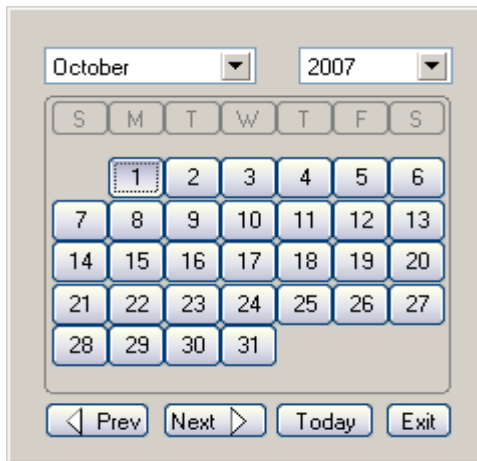 October 2007
S M T W T F S
1 2 3 4 5 6
7 8 9 10 11 12 13
14 15 16 17 18 19 20
21 22 23 24 25 26 27
28 29 30 31
Prev Next Today Exit